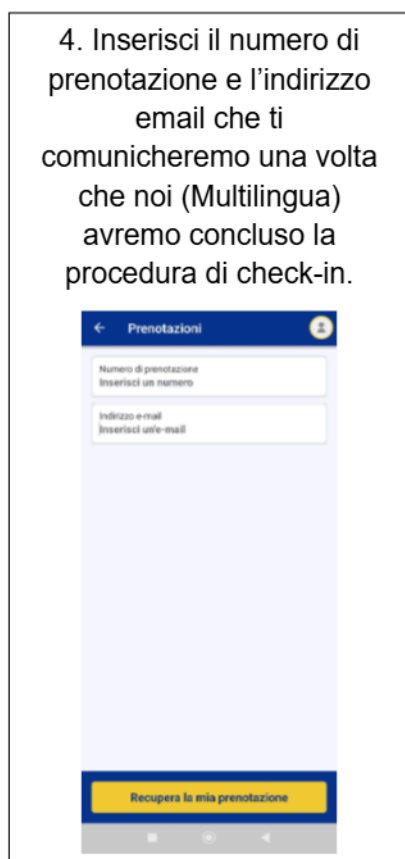 4. Inserisci il numero di
prenotazione e l’indirizzo
email che ti
comunicheremo una volta
che noi (Multilingua)
avremo concluso la
procedura di check-in.
Prenotazioni
Numero di prenotazione
Inserisci un numero
Indirizzo e-mail
Inserisci un'e-mail
Recupera la mia prenotazione